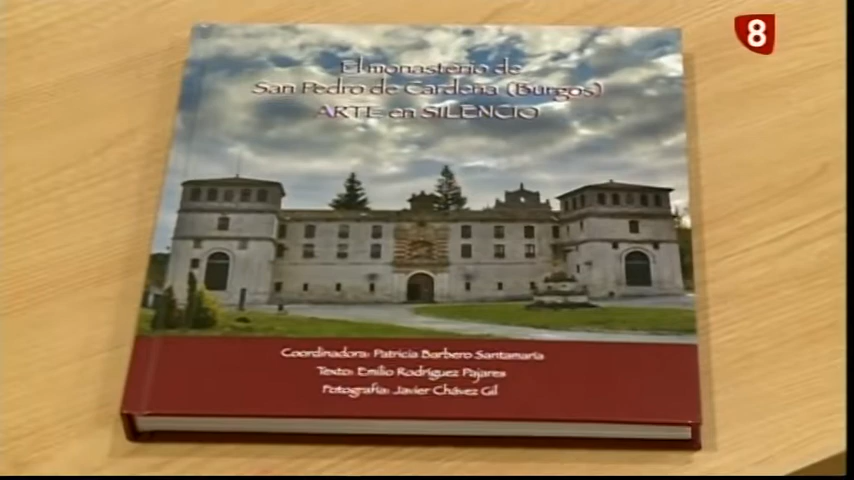 8
El monasterio de
San Pedro de Cardeña (Burgos)
ARTE en SILENCIO
Coordinadora: Patricia Barbero Santamaría
Texto: Emilio Rodríguez Pajares
Fotografía: Javier Chávez Gil